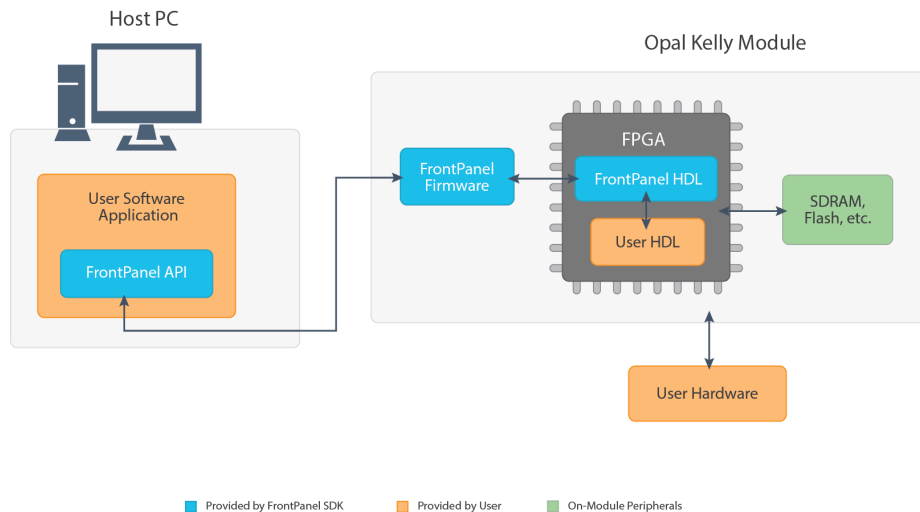 Host PC
Opal Kelly Module
User Software
Application
FrontPanel API
FrontPanel
Firmware
FPGA
FrontPanel HDL
User HDL
SDRAM,
Flash, etc.
User Hardware
Provided by FrontPanel SDK
Provided by User
On-Module Peripherals